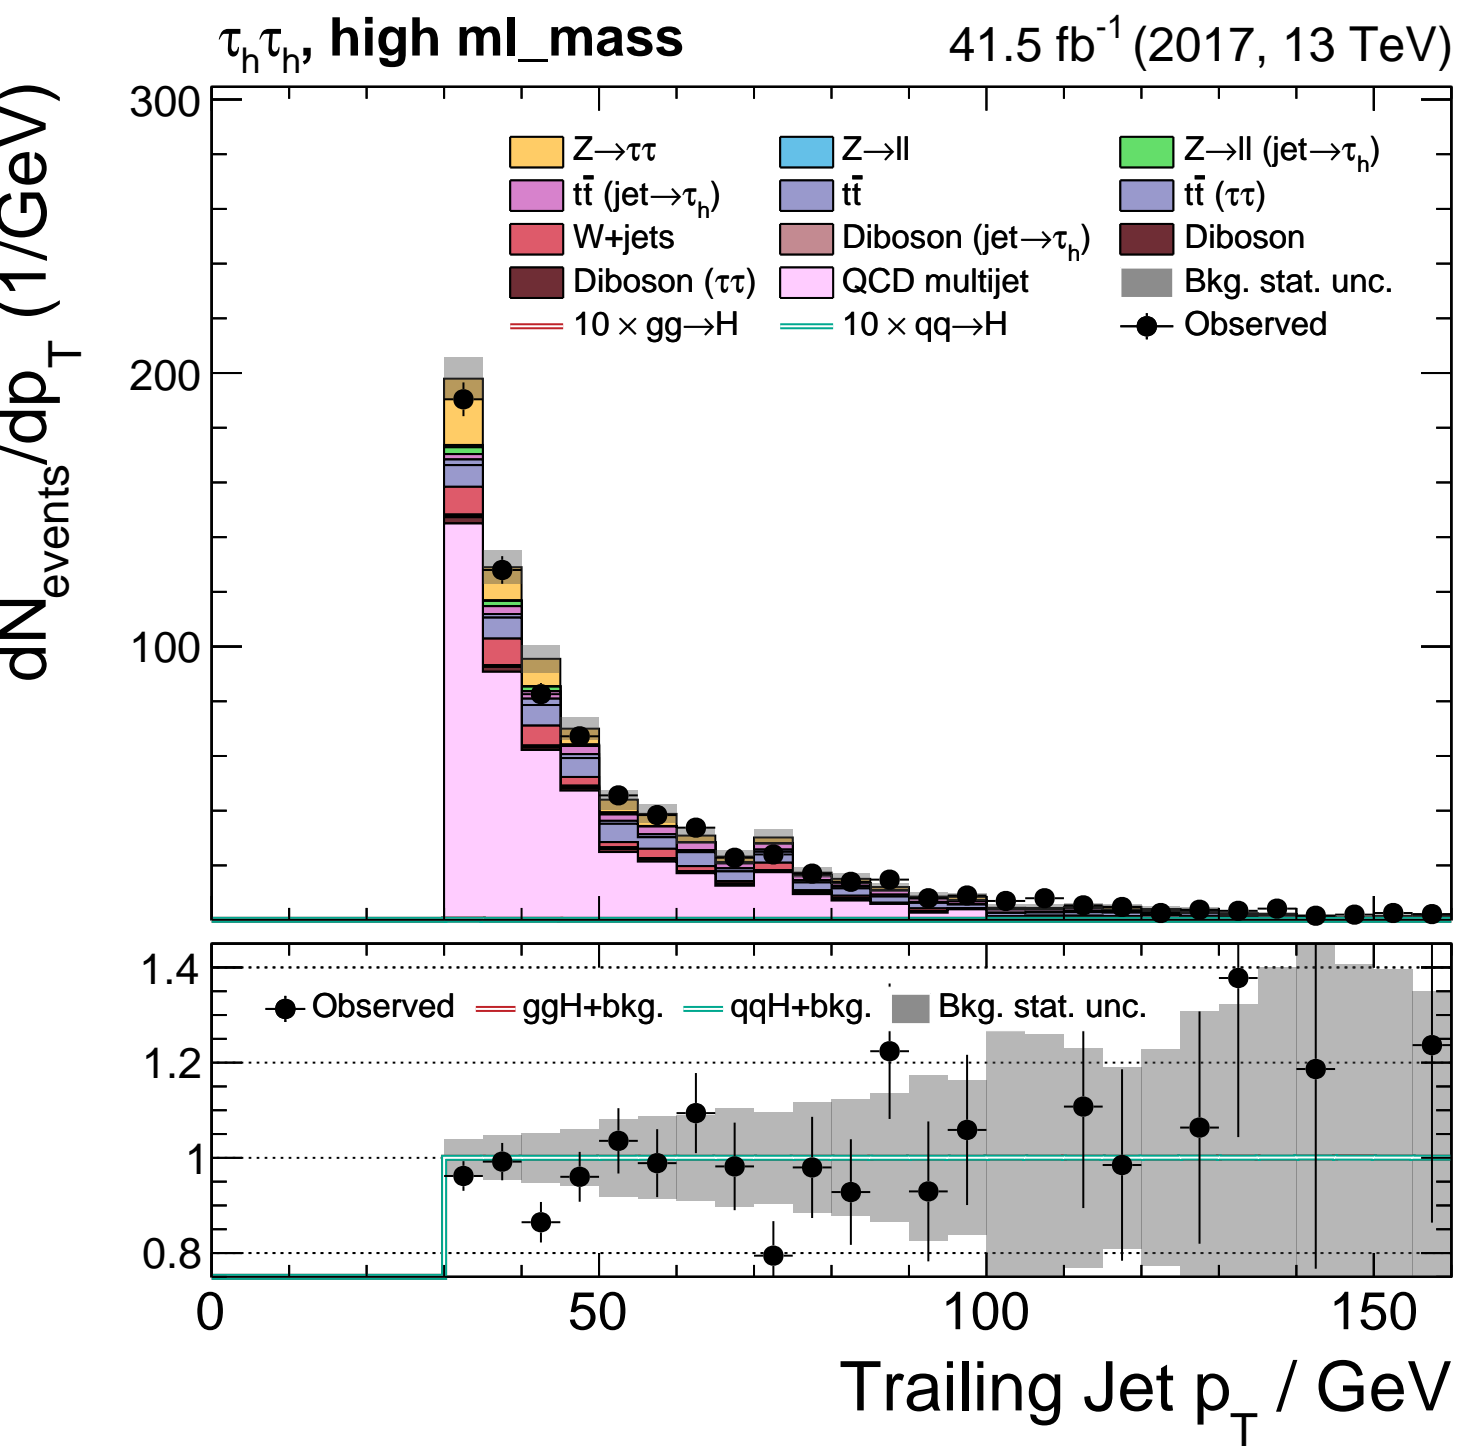 τhτh, high ml_mass 41.5 fb-1 (2017, 13 TeV)
dNevents/dpT (1/GeV)
300
200
100
Z→ττ Z→ll Z→ll (jet→τh)
tt̄ (jet→τh) tt̄ tt̄ (ττ)
W+jets Diboson (jet→τh) Diboson
Diboson (ττ) QCD multijet Bkg. stat. unc.
10 × gg→H 10 × qq→H Observed
1.4
1.2
1
0.8
Observed ggH+bkg. qqH+bkg. Bkg. stat. unc.
0 50 100 150
Trailing Jet pT / GeV